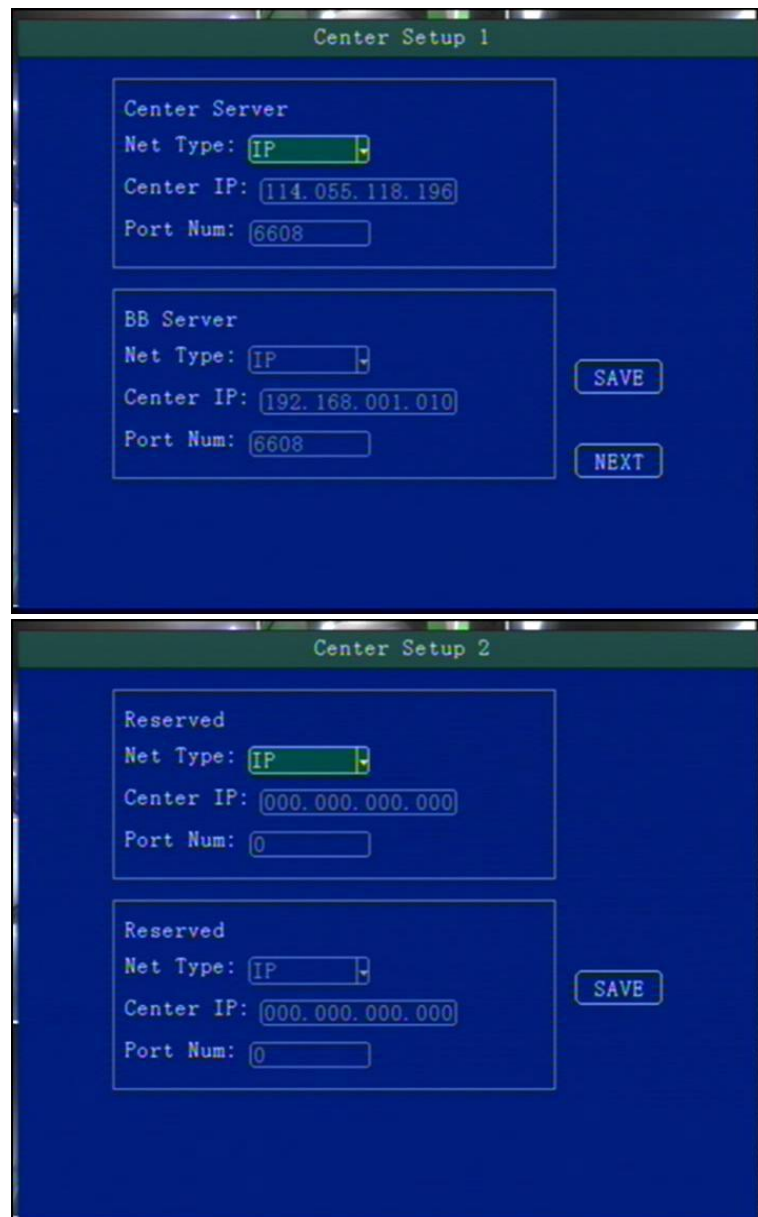 Center Setup 1
Center Server
Net Type: IP
Center IP: 114.055.118.196
Port Num: 6608
BB Server
Net Type: IP
Center IP: 192.168.001.010
Port Num: 6608
SAVE
NEXT
Center Setup 2
Reserved
Net Type: IP
Center IP: 000.000.000.000
Port Num: 0
Reserved
Net Type: IP
Center IP: 000.000.000.000
Port Num: 0
SAVE